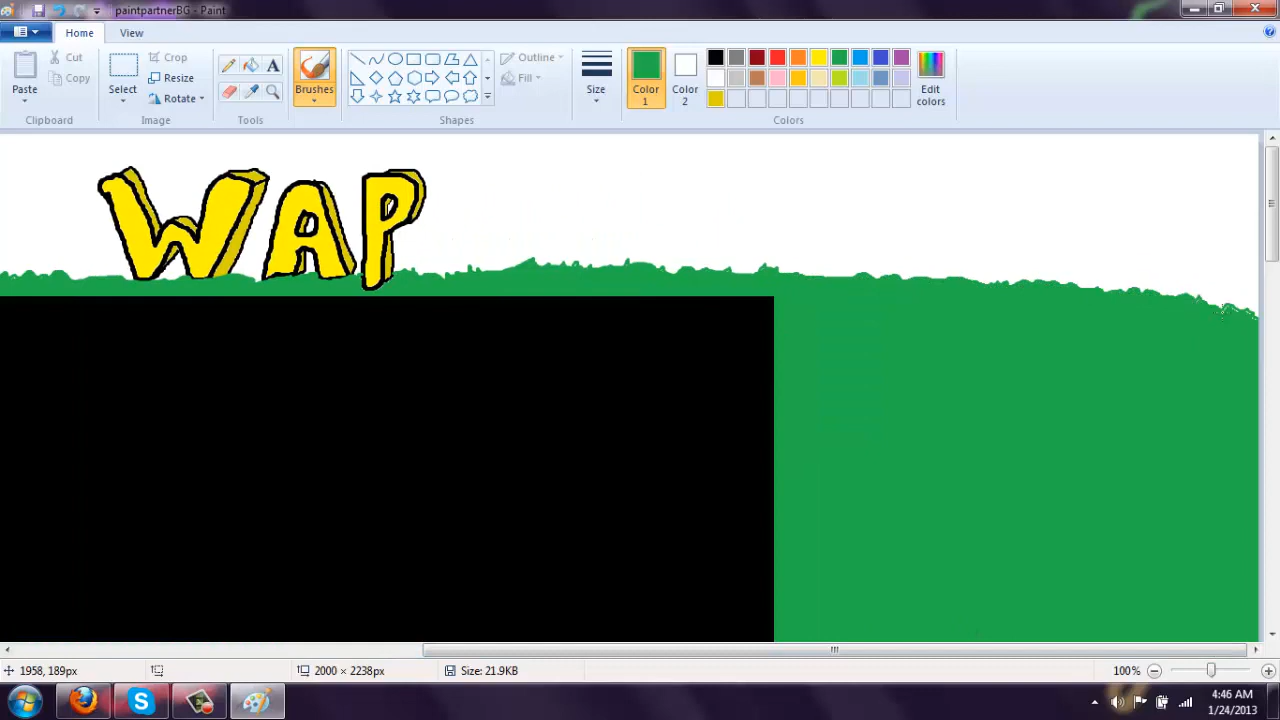 paintpartnerBG - Paint
Home View
Paste Cut Copy Select Crop Resize Rotate A Brushes Outline Fill Size Color 1 Color 2 Edit colors
Clipboard Image Tools Shapes Colors
WAP
1958, 189px 2000 × 2238px Size: 21.9KB 100%
4:46 AM
1/24/2013